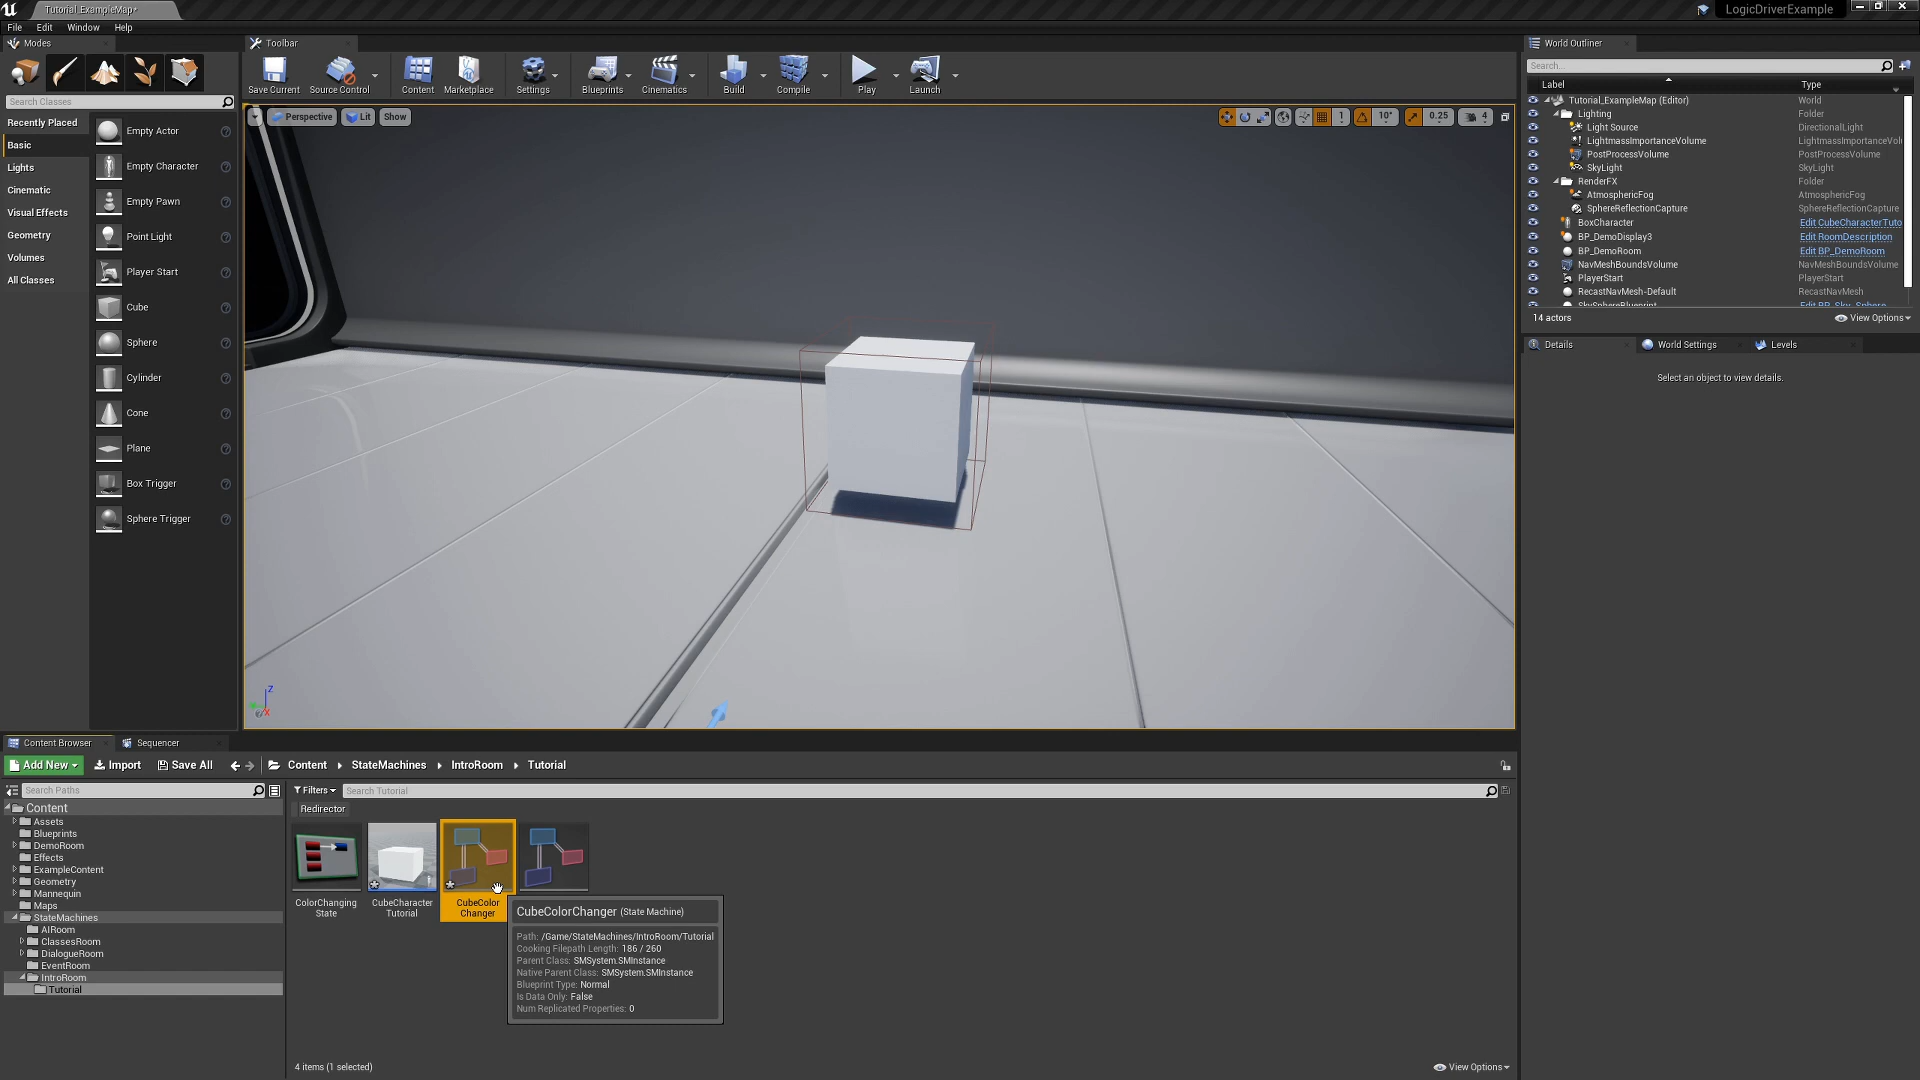 Tutorial_ExampleMap*
LogicDriverExample
File Edit Window Help
Modes
Toolbar
World Outliner
Save Current
Source Control
Content
Marketplace
Settings
Blueprints
Cinematics
Build
Compile
Play
Launch
Search Classes
Recently Placed
Basic
Lights
Cinematic
Visual Effects
Geometry
Volumes
All Classes
Empty Actor
Empty Character
Empty Pawn
Point Light
Player Start
Cube
Sphere
Cylinder
Cone
Plane
Box Trigger
Sphere Trigger
Perspective Lit Show
1 10° 0.25 4
Search...
Label Type
Tutorial_ExampleMap (Editor) World
Lighting Folder
Light Source DirectionalLight
LightmassImportanceVolume LightmassImportanceVolu
PostProcessVolume PostProcessVolume
SkyLight SkyLight
RenderFX Folder
AtmosphericFog AtmosphericFog
SphereReflectionCapture SphereReflectionCapture
BoxCharacter Edit CubeCharacterTuto
BP_DemoDisplay3 Edit RoomDescription
BP_DemoRoom Edit BP_DemoRoom
NavMeshBoundsVolume NavMeshBoundsVolume
PlayerStart PlayerStart
RecastNavMesh-Default RecastNavMesh
SkySphereBlueprint Edit BP_Sky_Sphere
14 actors View Options
Details World Settings Levels
Select an object to view details.
Z
X
Content Browser Sequencer
Add New Import Save All Content StateMachines IntroRoom Tutorial
Search Paths
Filters Search Tutorial
Redirector
Content
Assets
Blueprints
DemoRoom
Effects
ExampleContent
Geometry
Mannequin
Maps
StateMachines
AIRoom
ClassesRoom
DialogueRoom
EventRoom
IntroRoom
Tutorial
ColorChanging
State
CubeCharacter
Tutorial
CubeColor
Changer
CubeColorChanger (State Machine)
Path: /Game/StateMachines/IntroRoom/Tutorial
Cooking Filepath Length: 186 / 260
Parent Class: SMSystem.SMInstance
Native Parent Class: SMSystem.SMInstance
Blueprint Type: Normal
Is Data Only: False
Num Replicated Properties: 0
4 items (1 selected)
View Options